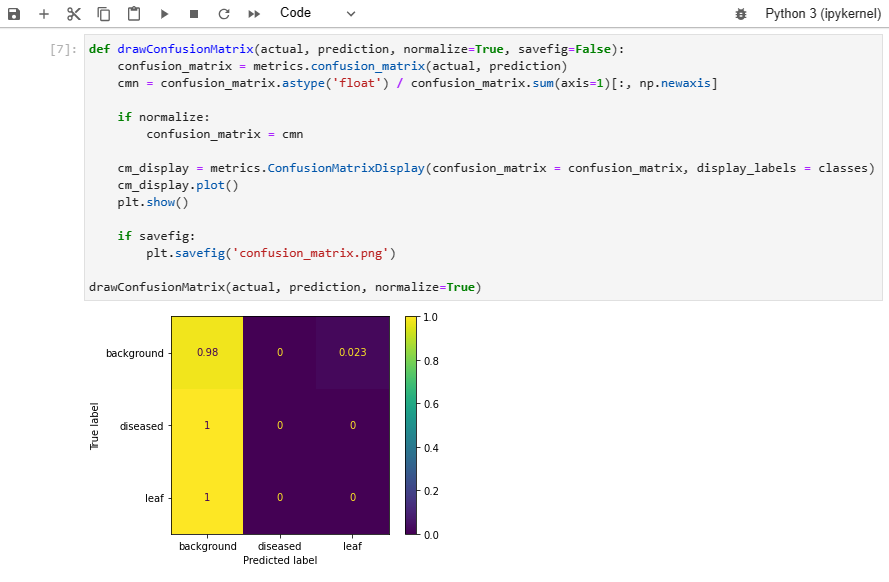 Code
Python 3 (ipykernel)
[7]: def drawConfusionMatrix(actual, prediction, normalize=True, savefig=False):
    confusion_matrix = metrics.confusion_matrix(actual, prediction)
    cmn = confusion_matrix.astype('float') / confusion_matrix.sum(axis=1)[:, np.newaxis]
    if normalize:
        confusion_matrix = cmn
    cm_display = metrics.ConfusionMatrixDisplay(confusion_matrix = confusion_matrix, display_labels = classes)
    cm_display.plot()
    plt.show()
    if savefig:
        plt.savefig('confusion_matrix.png')
drawConfusionMatrix(actual, prediction, normalize=True)
1.0
background 0.98 0 0.023
0.8
0.6
True label
diseased 1 0 0
0.4
leaf 1 0 0
0.2
0.0
background diseased leaf
Predicted label